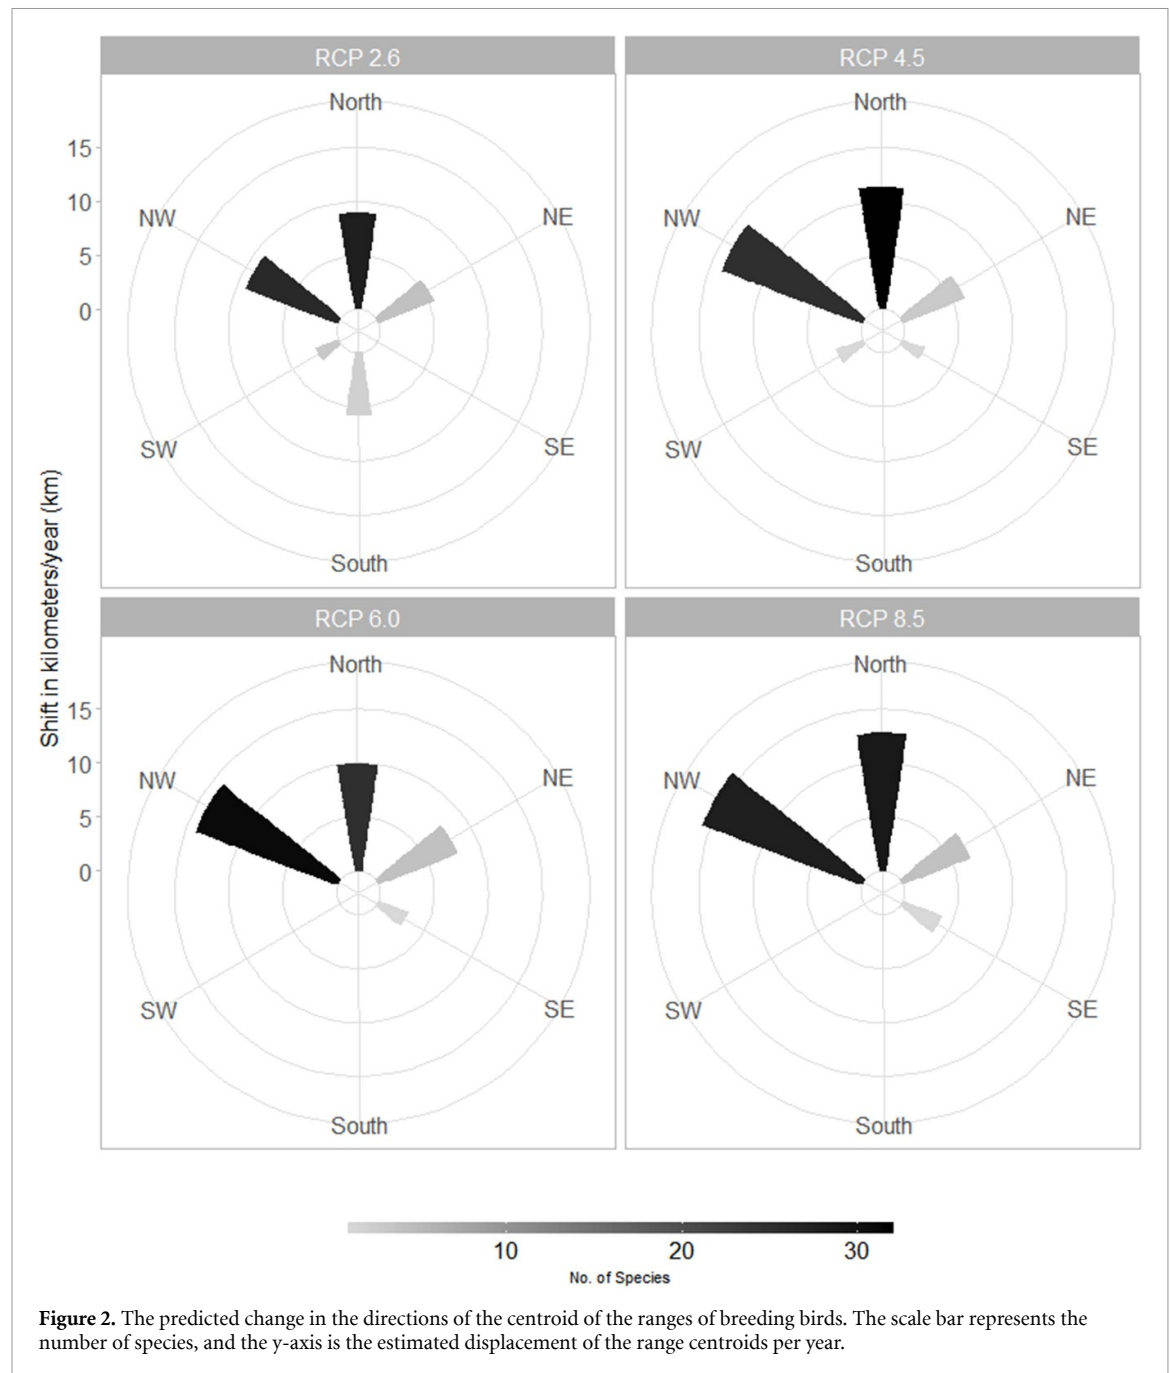 RCP 2.6
RCP 4.5
North
North
15
10
NW
NE
NW
NE
5
0
SW
SE
SW
SE
South
South
Shift in kilometers/year (km)
RCP 6.0
RCP 8.5
North
North
15
10
NW
NE
NW
NE
5
0
SW
SE
SW
SE
South
South
10
20
30
No. of Species
Figure 2. The predicted change in the directions of the centroid of the ranges of breeding birds. The scale bar represents the
number of species, and the y-axis is the estimated displacement of the range centroids per year.